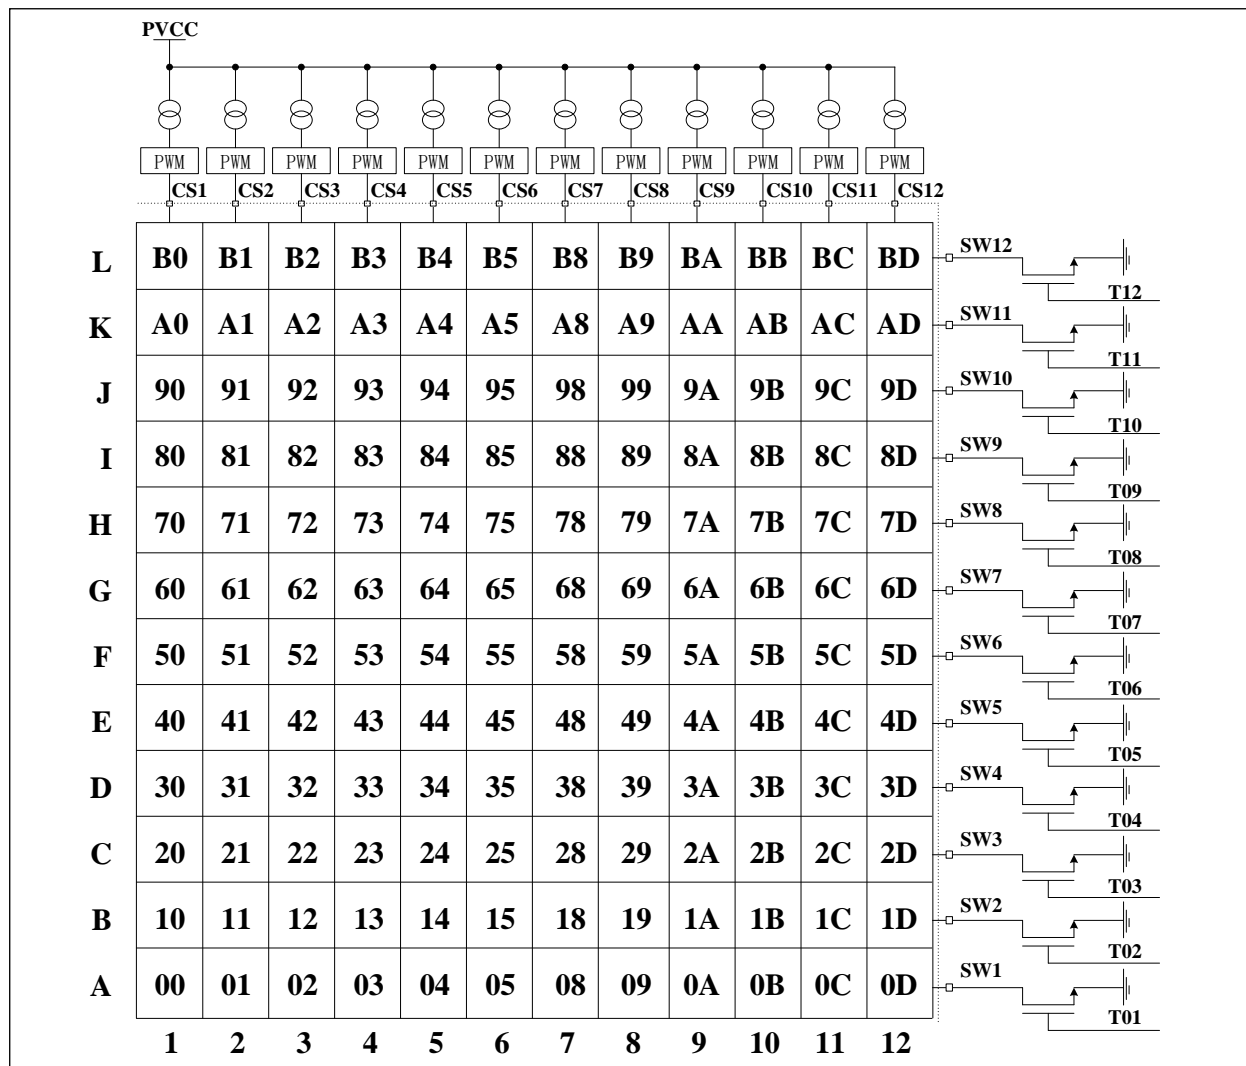 PVCC
PWM PWM PWM PWM PWM PWM PWM PWM PWM PWM PWM PWM
CS1 CS2 CS3 CS4 CS5 CS6 CS7 CS8 CS9 CS10 CS11 CS12
L B0 B1 B2 B3 B4 B5 B8 B9 BA BB BC BD SW12
T12
K A0 A1 A2 A3 A4 A5 A8 A9 AA AB AC AD SW11
T11
J 90 91 92 93 94 95 98 99 9A 9B 9C 9D SW10
T10
I 80 81 82 83 84 85 88 89 8A 8B 8C 8D SW9
T09
H 70 71 72 73 74 75 78 79 7A 7B 7C 7D SW8
T08
G 60 61 62 63 64 65 68 69 6A 6B 6C 6D SW7
T07
F 50 51 52 53 54 55 58 59 5A 5B 5C 5D SW6
T06
E 40 41 42 43 44 45 48 49 4A 4B 4C 4D SW5
T05
D 30 31 32 33 34 35 38 39 3A 3B 3C 3D SW4
T04
C 20 21 22 23 24 25 28 29 2A 2B 2C 2D SW3
T03
B 10 11 12 13 14 15 18 19 1A 1B 1C 1D SW2
T02
A 00 01 02 03 04 05 08 09 0A 0B 0C 0D SW1
T01
1 2 3 4 5 6 7 8 9 10 11 12